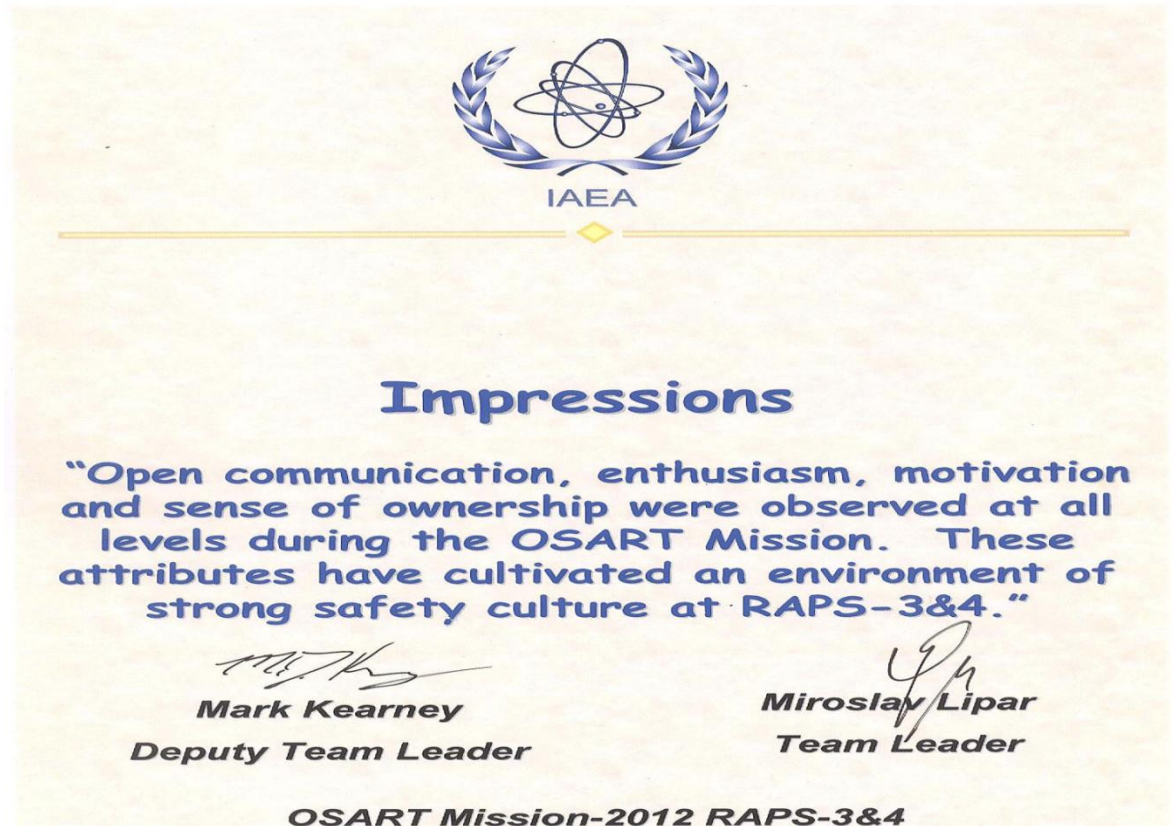 IAEA
Impressions
“Open communication, enthusiasm, motivation
and sense of ownership were observed at all
levels during the OSART Mission.  These
attributes have cultivated an environment of
strong safety culture at RAPS-3&4.”
Mark Kearney
Deputy Team Leader
Miroslav Lipar
Team Leader
OSART Mission-2012 RAPS-3&4